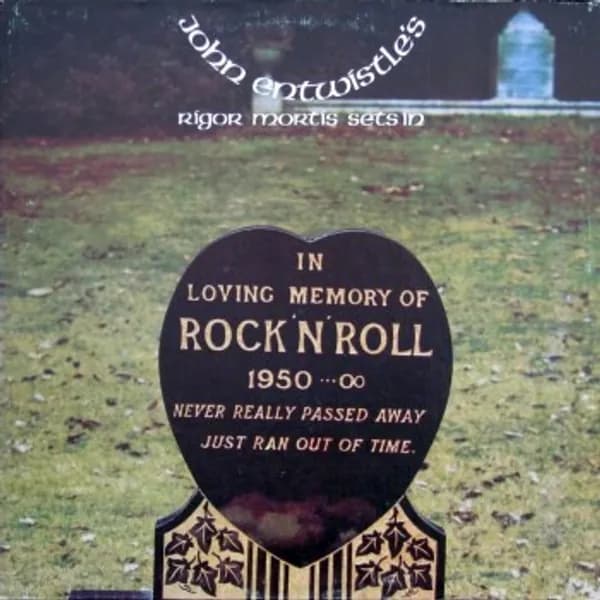 John Entwistle's
Rigor Mortis Sets In
IN
LOVING MEMORY OF
ROCK 'N' ROLL
1950 ...∞
NEVER REALLY PASSED AWAY
JUST RAN OUT OF TIME.